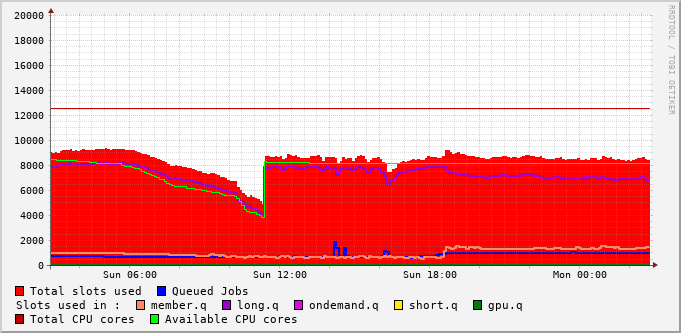 20000
18000
16000
14000
12000
10000
8000
6000
4000
2000
0
Sun 06:00 Sun 12:00 Sun 18:00 Mon 00:00
RRDTOOL / TOBI OETIKER
Total slots used Queued Jobs
Slots used in : member.q long.q ondemand.q short.q gpu.q
Total CPU cores Available CPU cores